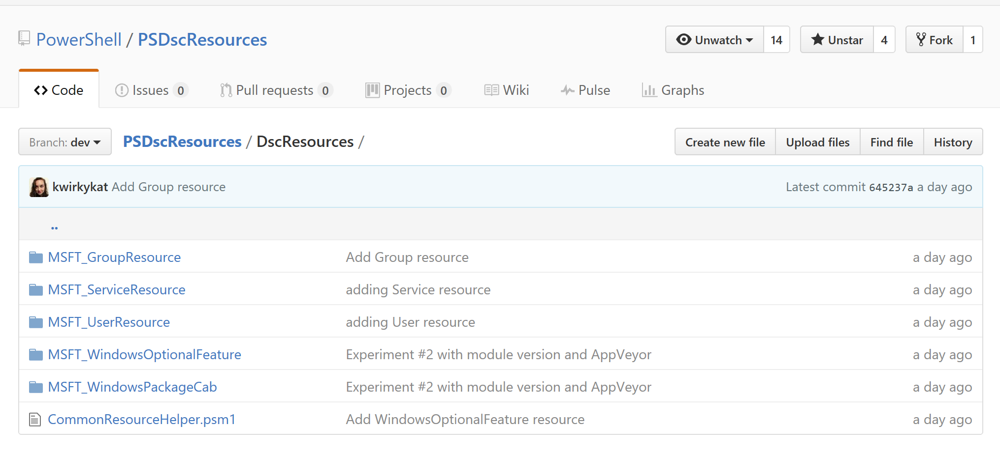 PowerShell / PSDscResources Unwatch 14 Unstar 4 Fork 1
Code Issues 0 Pull requests 0 Projects 0 Wiki Pulse Graphs
Branch: dev PSDscResources / DscResources / Create new file Upload files Find file History
kwirkykat Add Group resource Latest commit 645237a a day ago
..
MSFT_GroupResource Add Group resource a day ago
MSFT_ServiceResource adding Service resource a day ago
MSFT_UserResource adding User resource a day ago
MSFT_WindowsOptionalFeature Experiment #2 with module version and AppVeyor a day ago
MSFT_WindowsPackageCab Experiment #2 with module version and AppVeyor a day ago
CommonResourceHelper.psm1 Add WindowsOptionalFeature resource a day ago